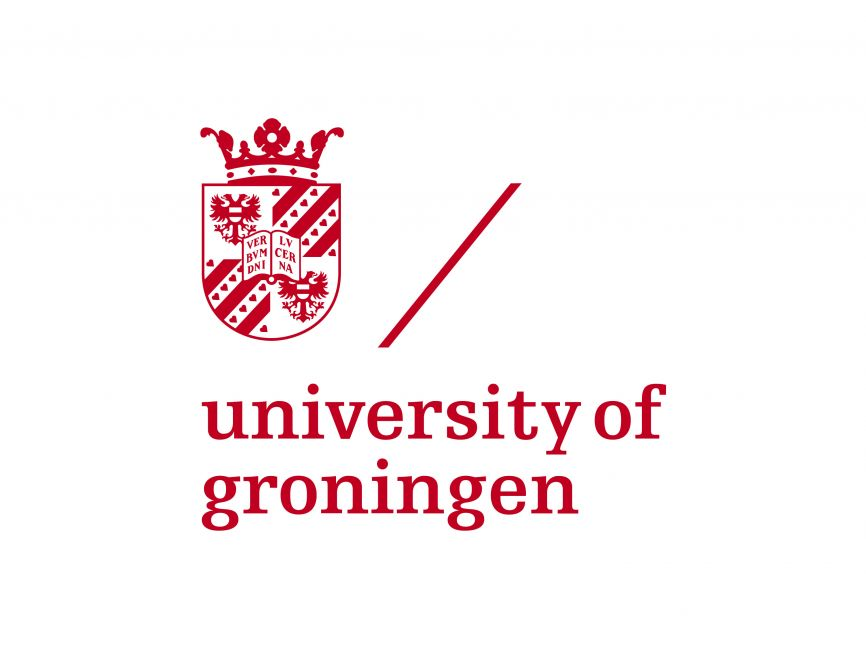 VER LV
BVM CER
DNI NA
university of
groningen